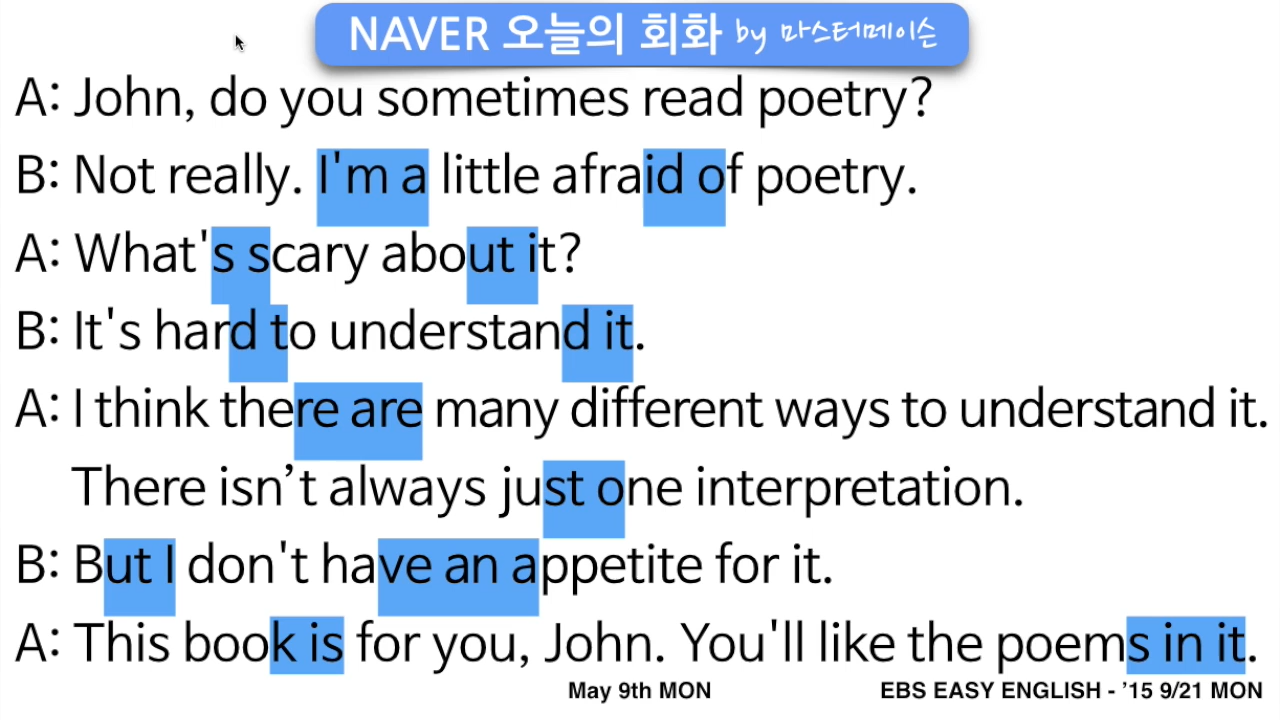 NAVER 오늘의 회화 by 마스터메이슨
A: John, do you sometimes read poetry?
B: Not really. I'm a little afraid of poetry.
A: What's scary about it?
B: It's hard to understand it.
A: I think there are many different ways to understand it.
There isn’t always just one interpretation.
B: But I don't have an appetite for it.
A: This book is for you, John. You'll like the poems in it.
May 9th MON
EBS EASY ENGLISH - ’15 9/21 MON